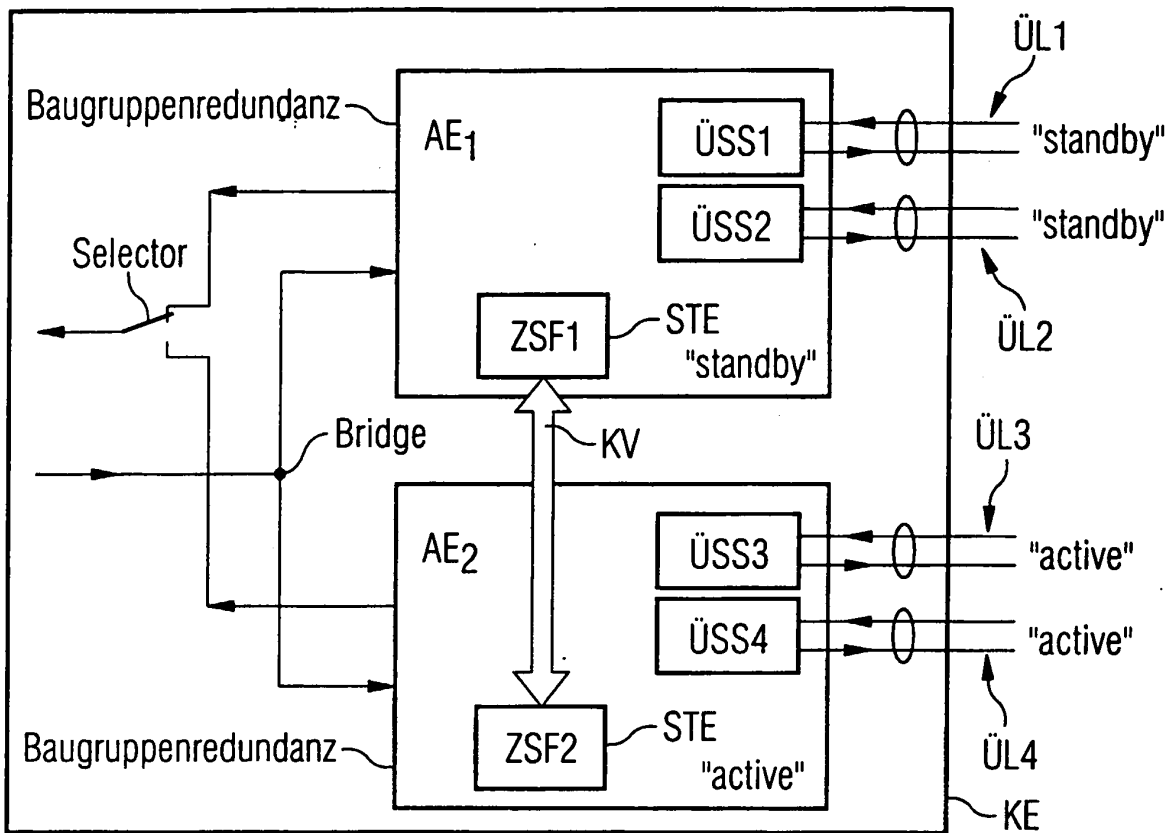 ÜL1
Baugruppenredundanz
AE1
ÜSS1
"standby"
ÜSS2
"standby"
Selector
ZSF1
STE
"standby"
ÜL2
Bridge
KV
ÜL3
AE2
ÜSS3
"active"
ÜSS4
"active"
ZSF2
STE
"active"
Baugruppenredundanz
ÜL4
KE